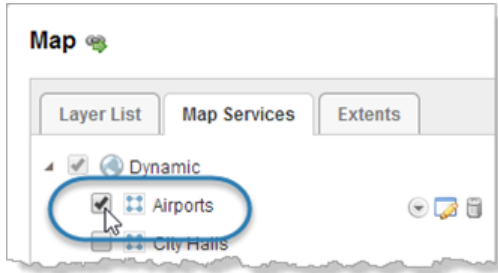 Map
Layer List Map Services Extents
Dynamic
Airports
City Halls